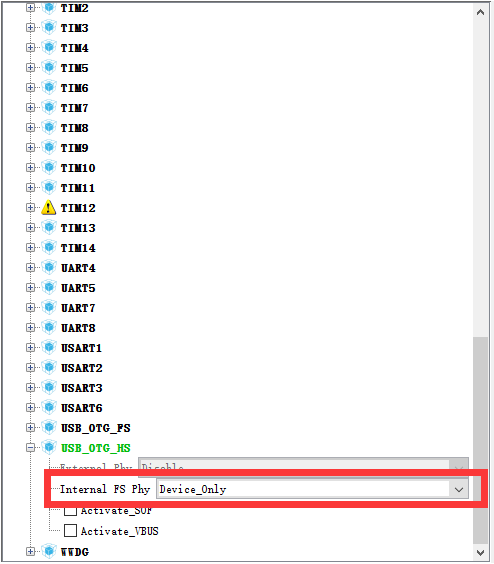 TIM2
TIM3
TIM4
TIM5
TIM6
TIM7
TIM8
TIM9
TIM10
TIM11
TIM12
TIM13
TIM14
UART4
UART5
UART7
UART8
USART1
USART2
USART3
USART6
USB_OTG_FS
USB_OTG_HS
External Phy Disable
Internal FS Phy Device_Only
Activate_SOF
Activate_VBUS
WWDG